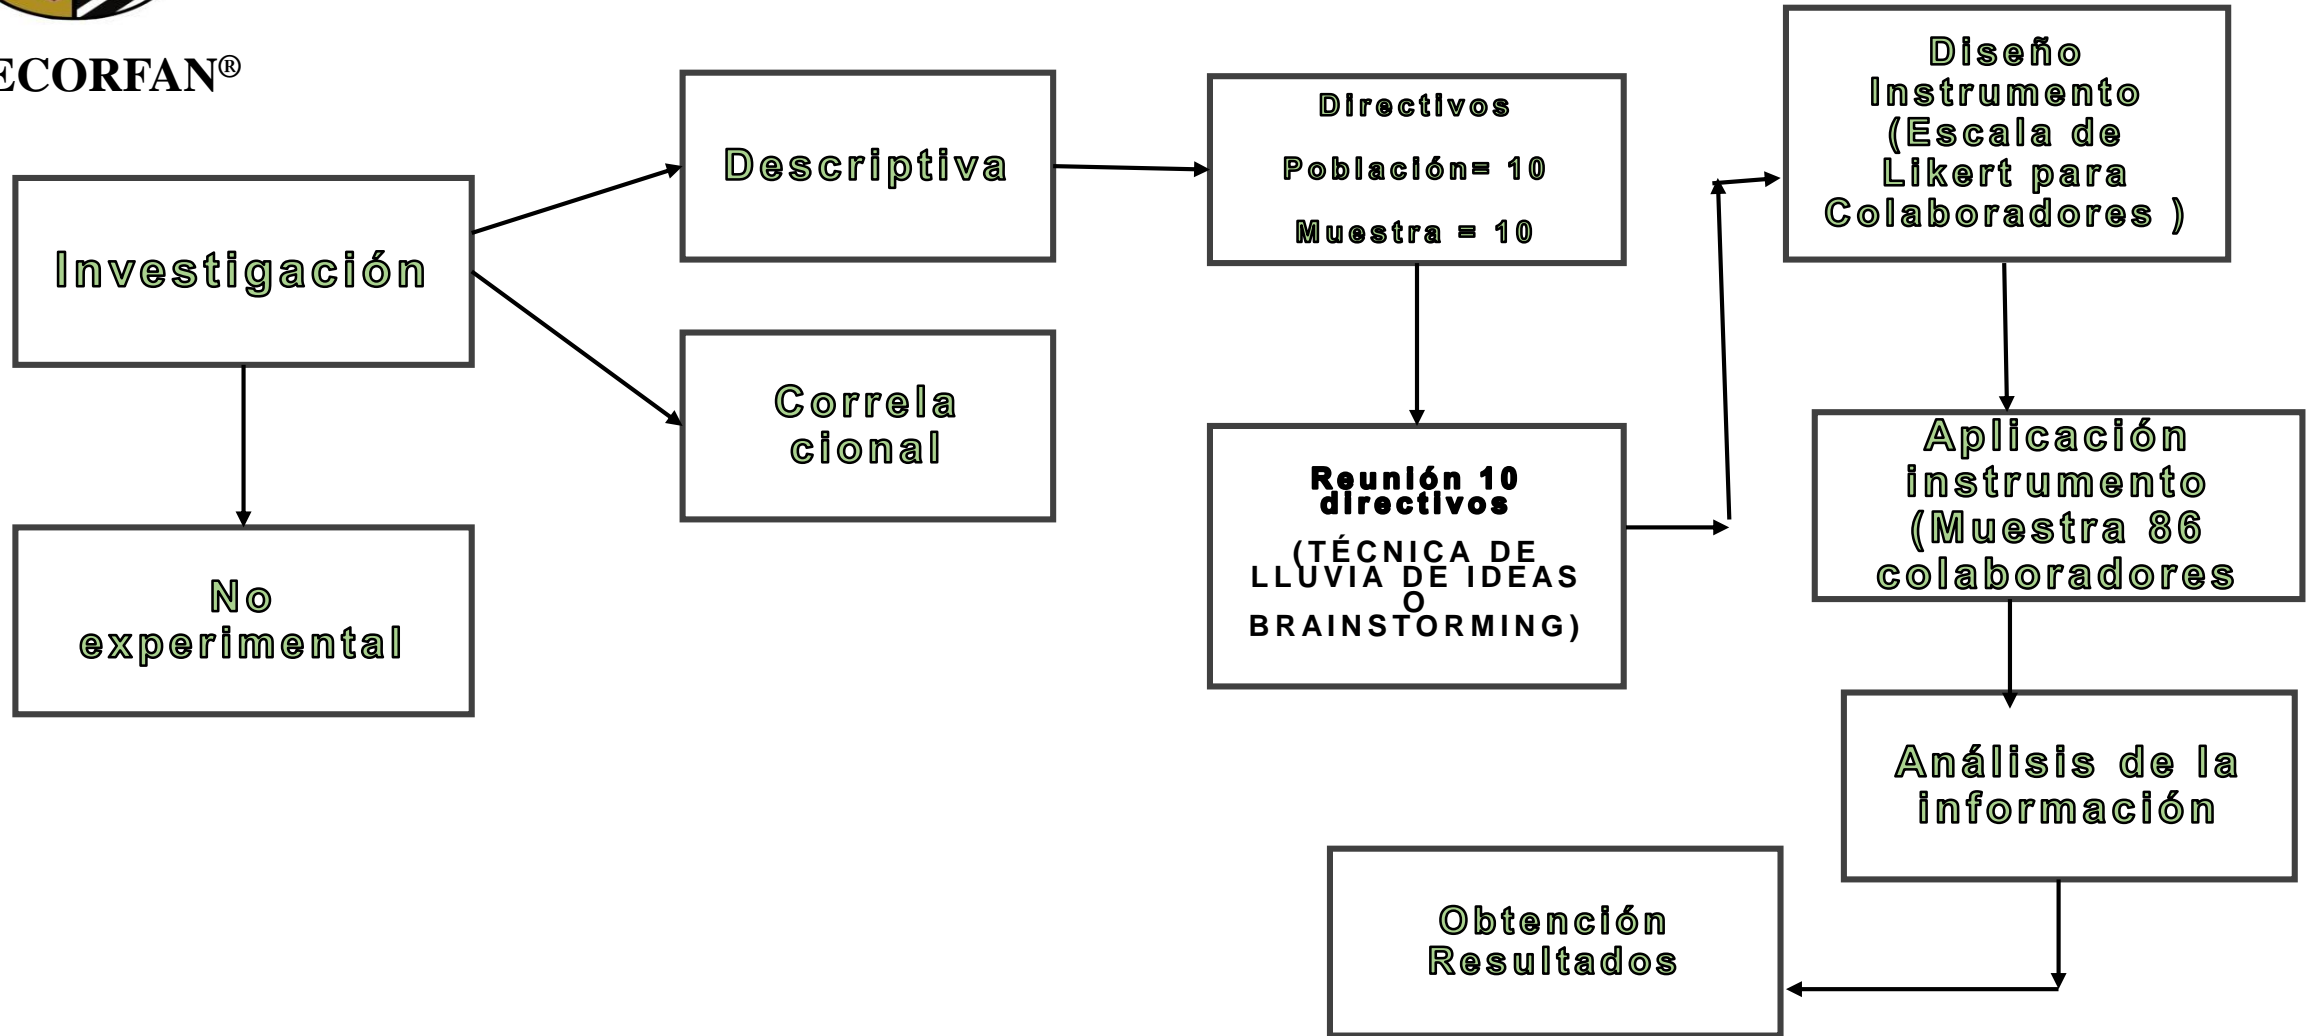 ECORFAN®
Investigación
No
experimental
Descriptiva
Correla
cional
Directivos
Población= 10
Muestra = 10
Reunión 10
directivos
(TÉCNICA DE
LLUVIA DE IDEAS
O
BRAINSTORMING)
Diseño
Instrumento
(Escala de
Likert para
Colaboradores )
Aplicación
instrumento
(Muestra 86
colaboradores
Análisis de la
información
Obtención
Resultados